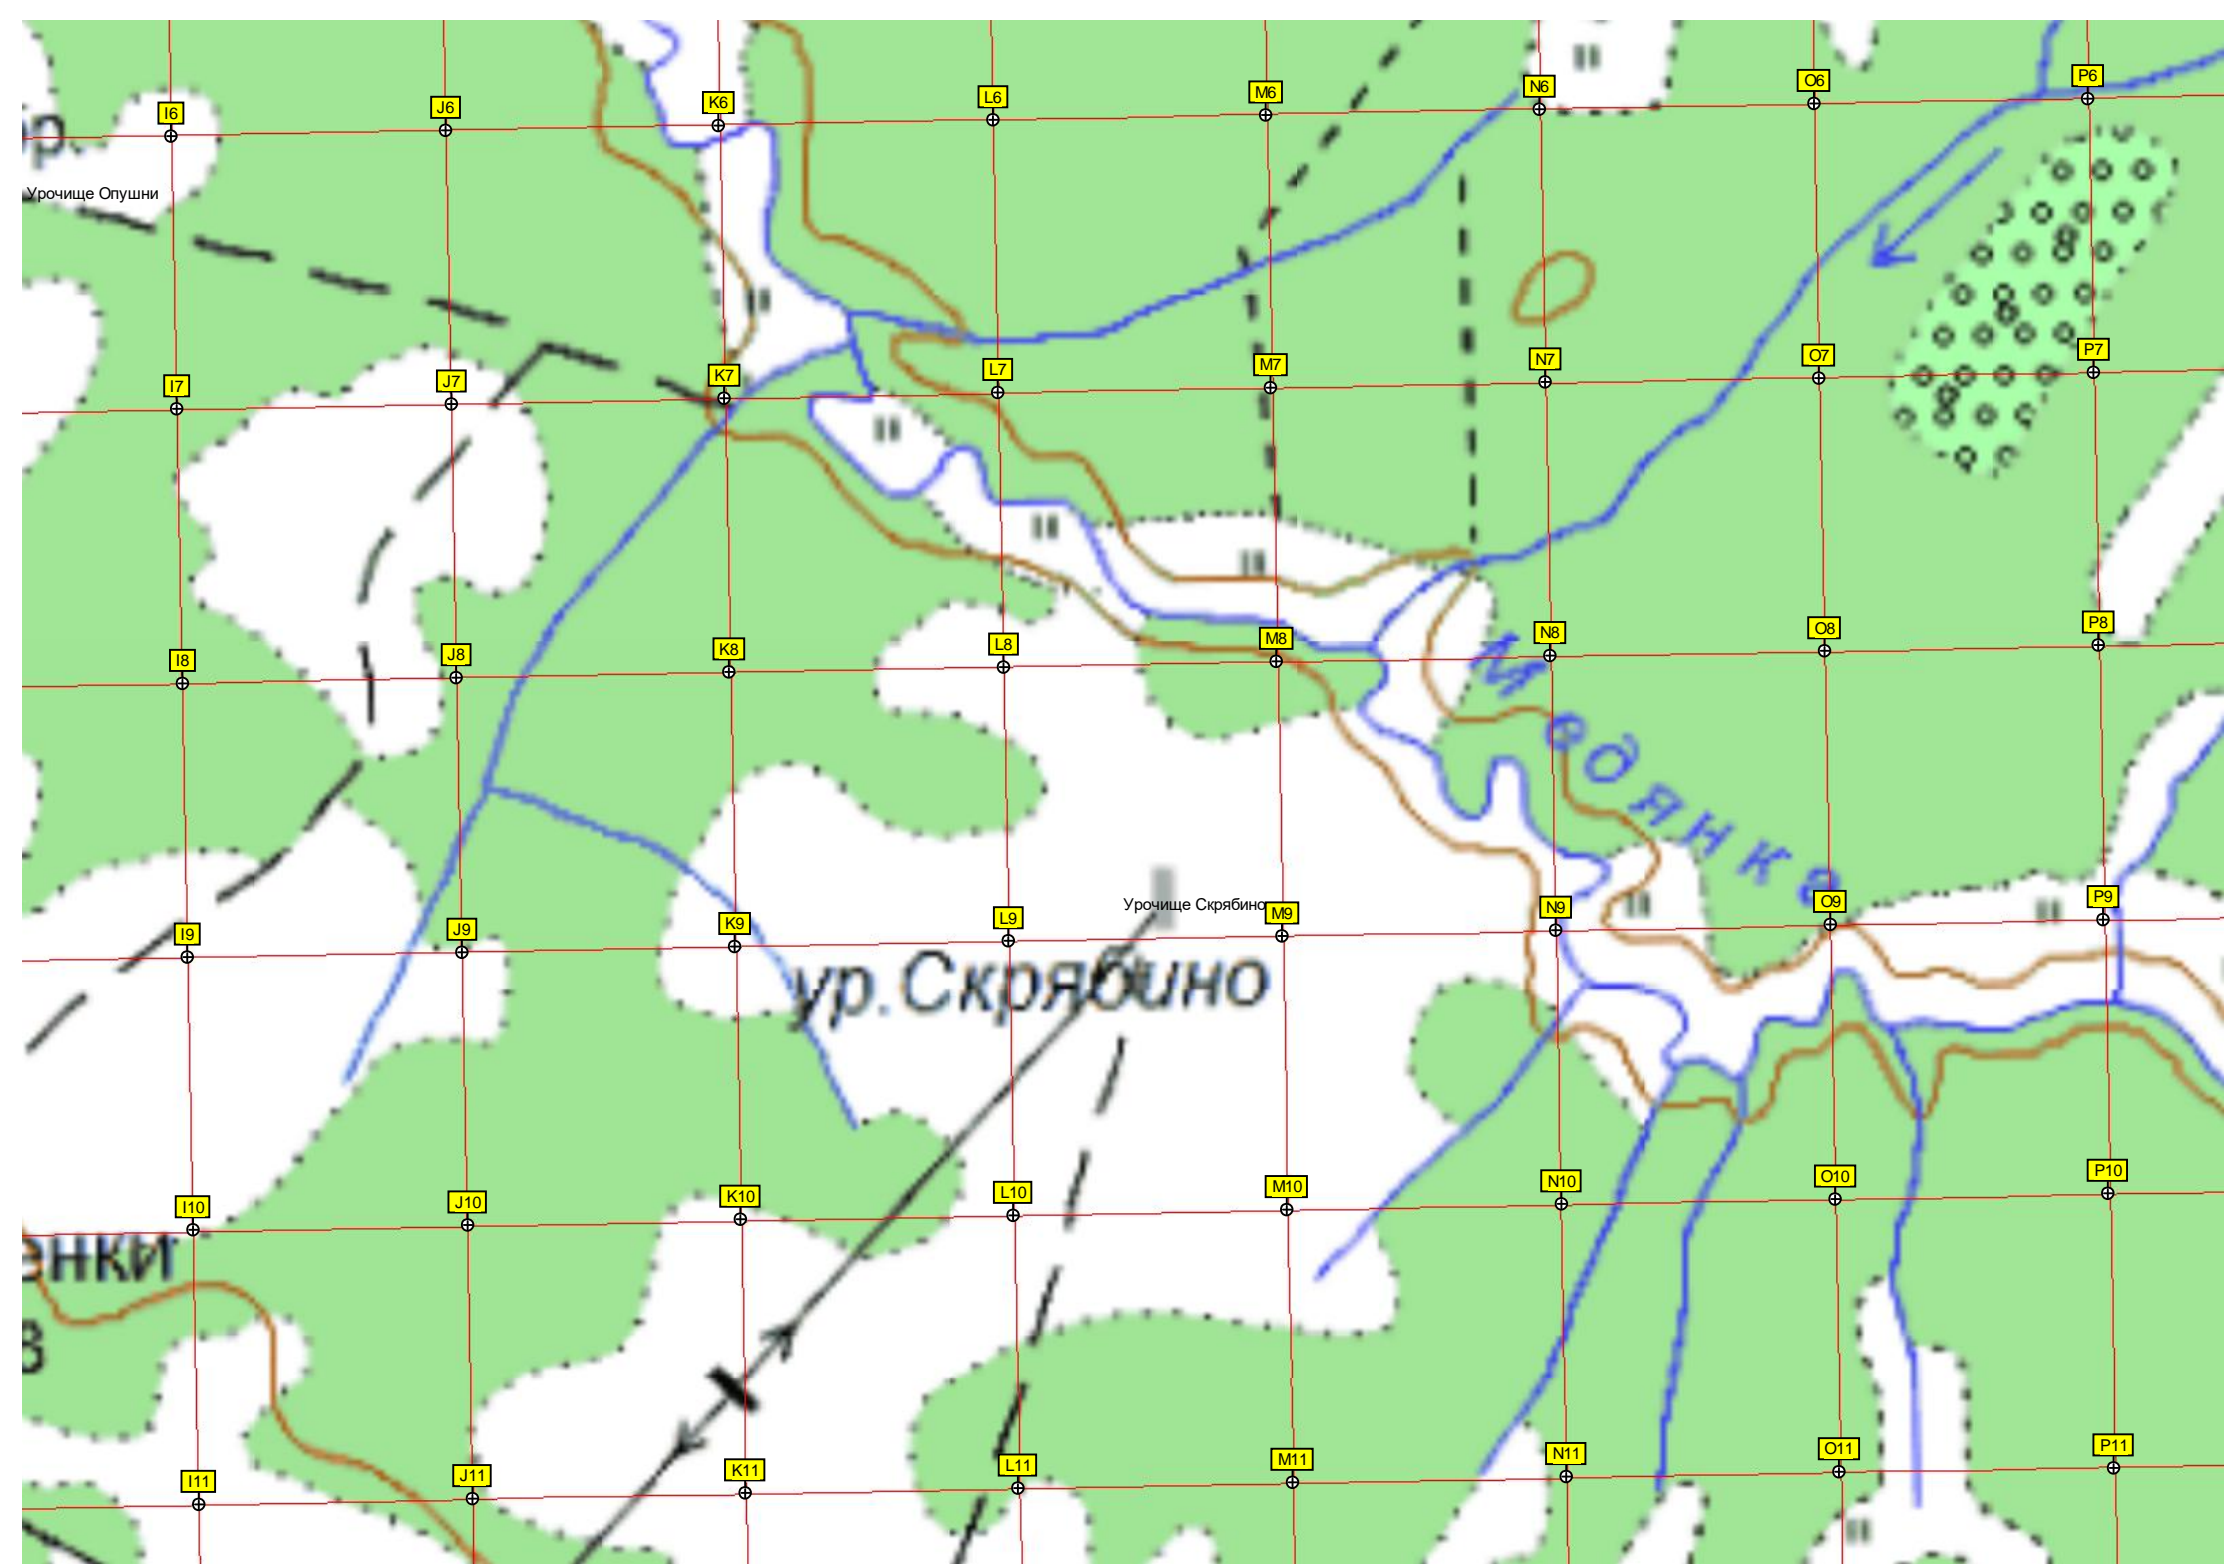 I6 J6 K6 L6 M6 N6 O6 P6
Урочище Опушни
I7 J7 K7 L7 M7 N7 O7 P7
I8 J8 K8 L8 M8 N8 O8 P8
Медянка
I9 J9 K9 L9 Урочище Скрябино M9 N9 O9 P9
ур.Скрябино
I10 J10 K10 L10 M10 N10 O10 P10
енки
I11 J11 K11 L11 M11 N11 O11 P11